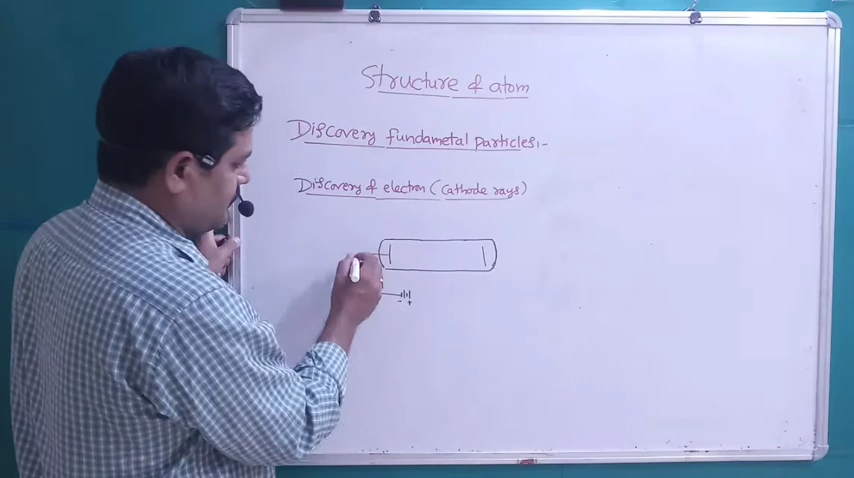 Structure of atom
Discovery fundametal particles:-
Discovery of electron (Cathode rays)
- +